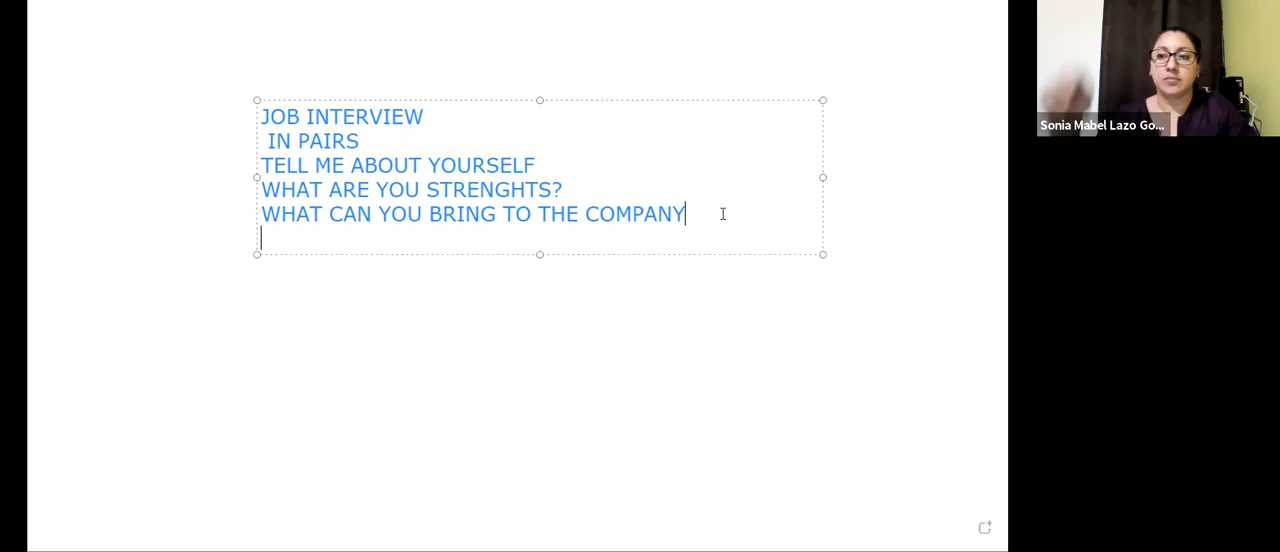 JOB INTERVIEW
IN PAIRS
TELL ME ABOUT YOURSELF
WHAT ARE YOU STRENGHTS?
WHAT CAN YOU BRING TO THE COMPANY
Sonia Mabel Lazo Go...